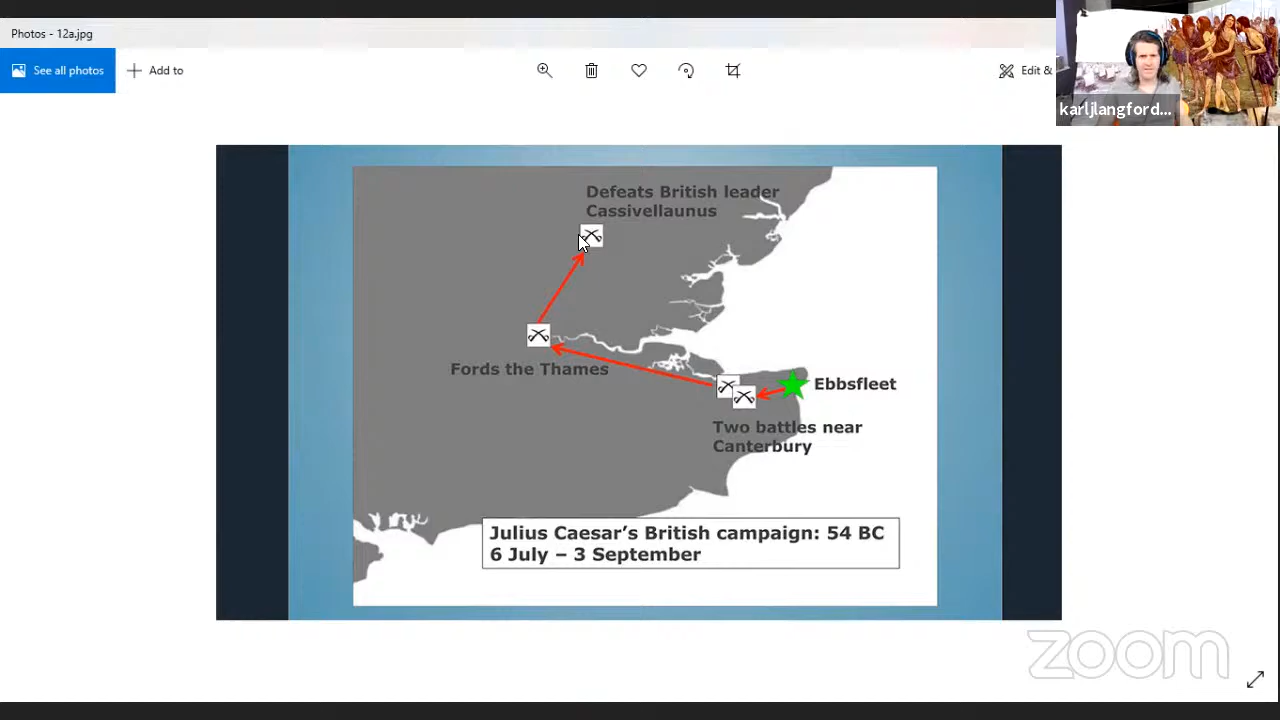 Photos - 12a.jpg
See all photos
Add to
Edit &
karljlangford...
Defeats British leader
Cassivellaunus
Fords the Thames
Ebbsfleet
Two battles near
Canterbury
Julius Caesar's British campaign: 54 BC
6 July – 3 September
zoom